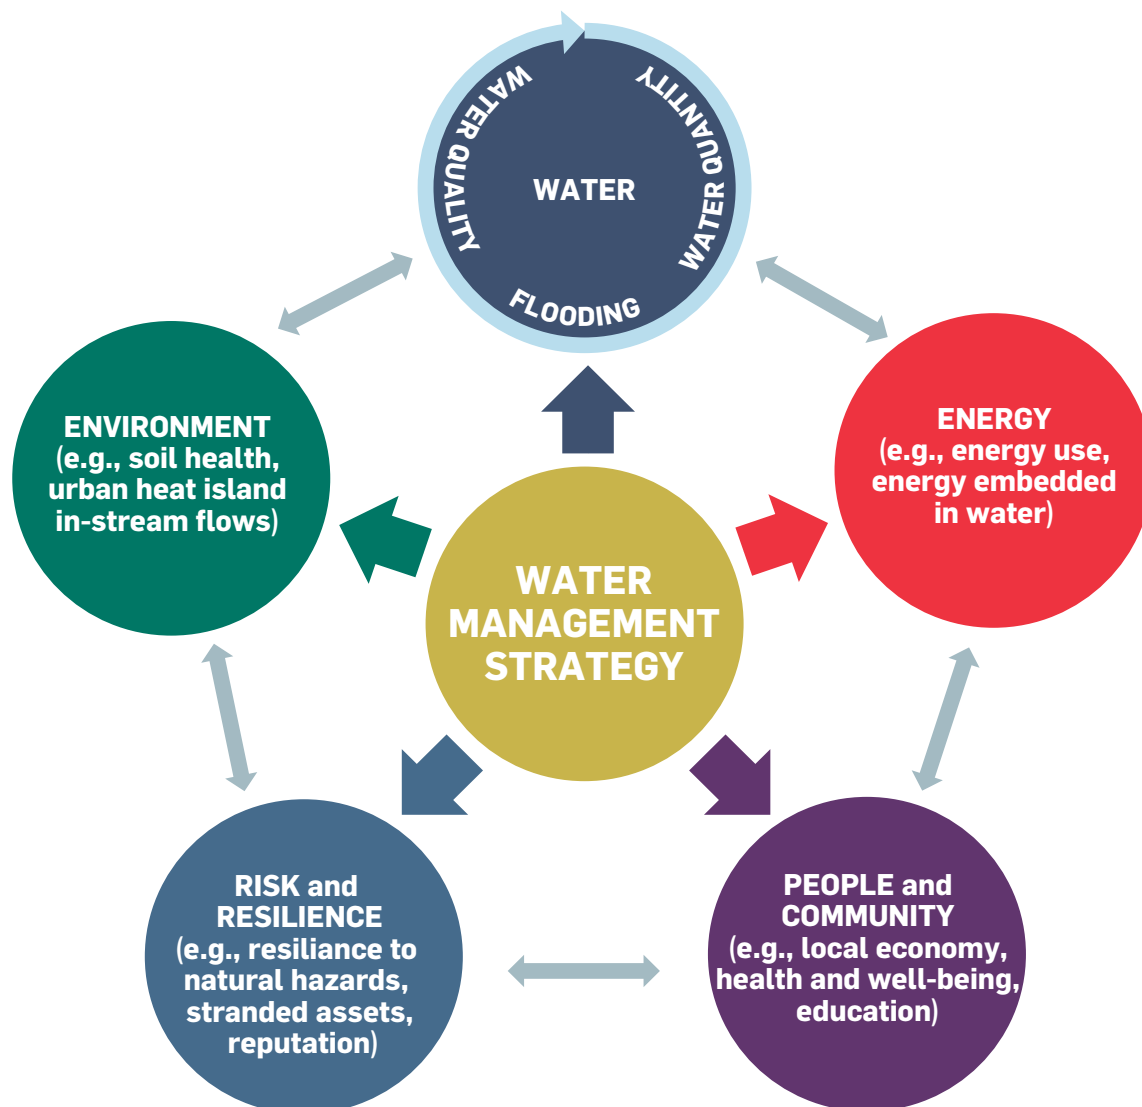 WATER QUALITY
WATER QUANTITY
WATER
FLOODING
ENVIRONMENT
(e.g., soil health,
urban heat island
in-stream flows)
ENERGY
(e.g., energy use,
energy embedded
in water)
WATER
MANAGEMENT
STRATEGY
RISK and
RESILIENCE
(e.g., resiliance to
natural hazards,
stranded assets,
reputation)
PEOPLE and
COMMUNITY
(e.g., local economy,
health and well-being,
education)